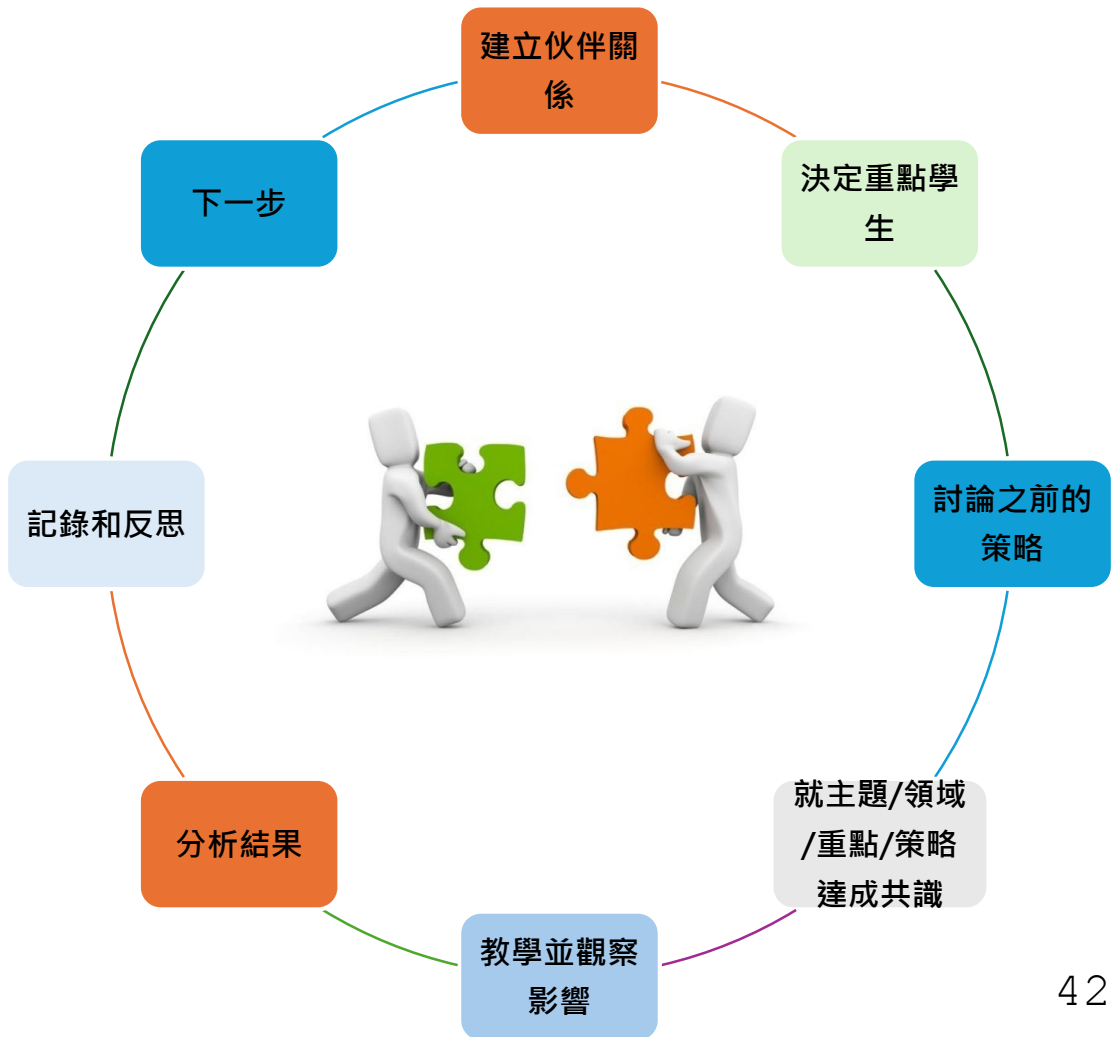 建立伙伴關
係
決定重點學
生
討論之前的
策略
就主題/領域
/重點/策略
達成共識
教學並觀察
影響
分析結果
記錄和反思
下一步
42